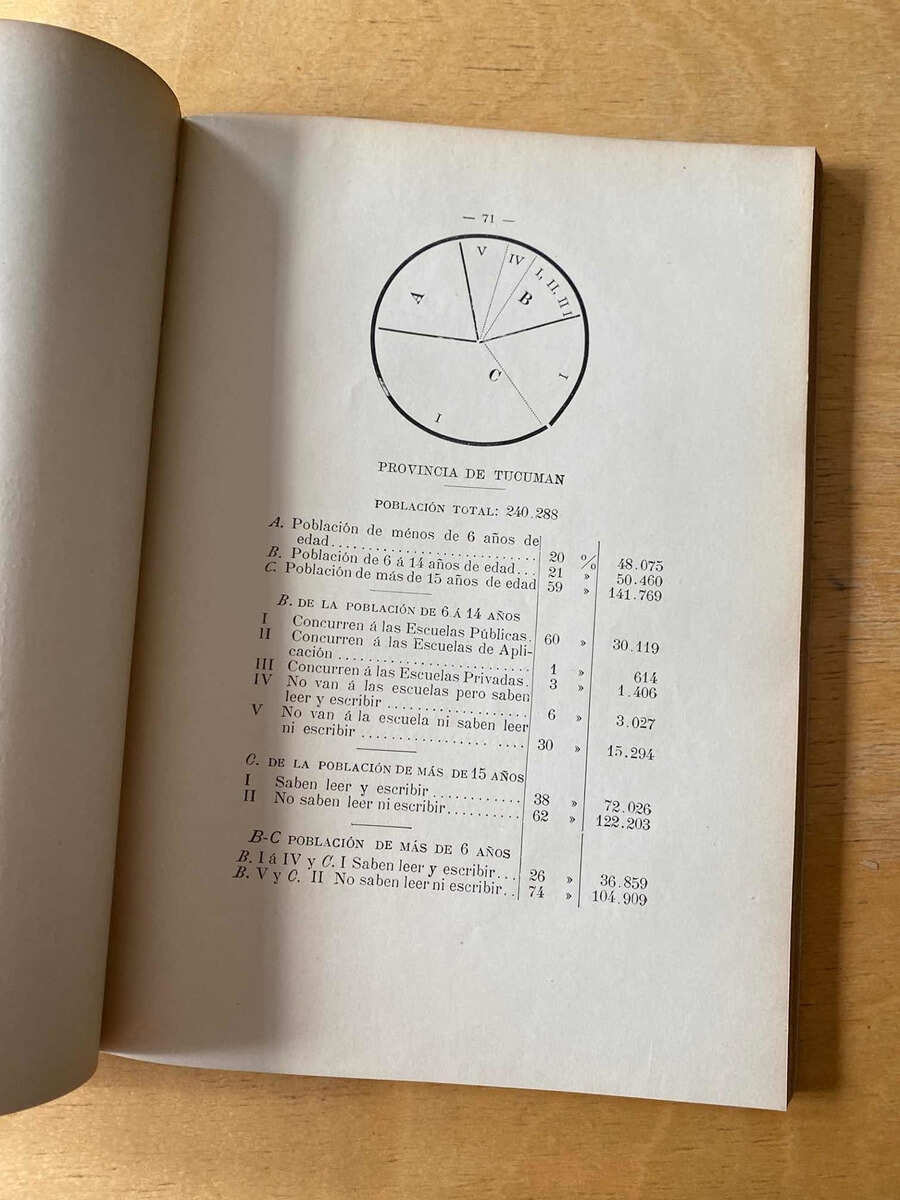 — 71 —
V
IV
I, II, II I
A
B
C
I
I
PROVINCIA DE TUCUMAN
POBLACIÓN TOTAL: 240.288
A. Población de ménos de 6 años de
edad.......................... 20 % 48.075
B. Población de 6 á 14 años de edad... 21 » 50.460
C. Población de más de 15 años de edad 59 » 141.769
B. DE LA POBLACIÓN DE 6 Á 14 AÑOS
I Concurren á las Escuelas Públicas. 60 » 30.119
II Concurren á las Escuelas de Apli-
cación ........................ 1 » 614
III Concurren á las Escuelas Privadas. 3 » 1.406
IV No van á las escuelas pero saben
leer y escribir .................. 6 » 3.027
V No van á la escuela ni saben leer
ni escribir ................. .... 30 » 15.294
C. DE LA POBLACIÓN DE MÁS DE 15 AÑOS
I Saben leer y escribir ............ 38 » 72.026
II No saben leer ni escribir.......... 62 » 122.203
B-C POBLACIÓN DE MÁS DE 6 AÑOS
B. I á IV y C. I Saben leer y escribir... 26 » 36.859
B. V y C. II No saben leer ni escribir.. 74 » 104.909